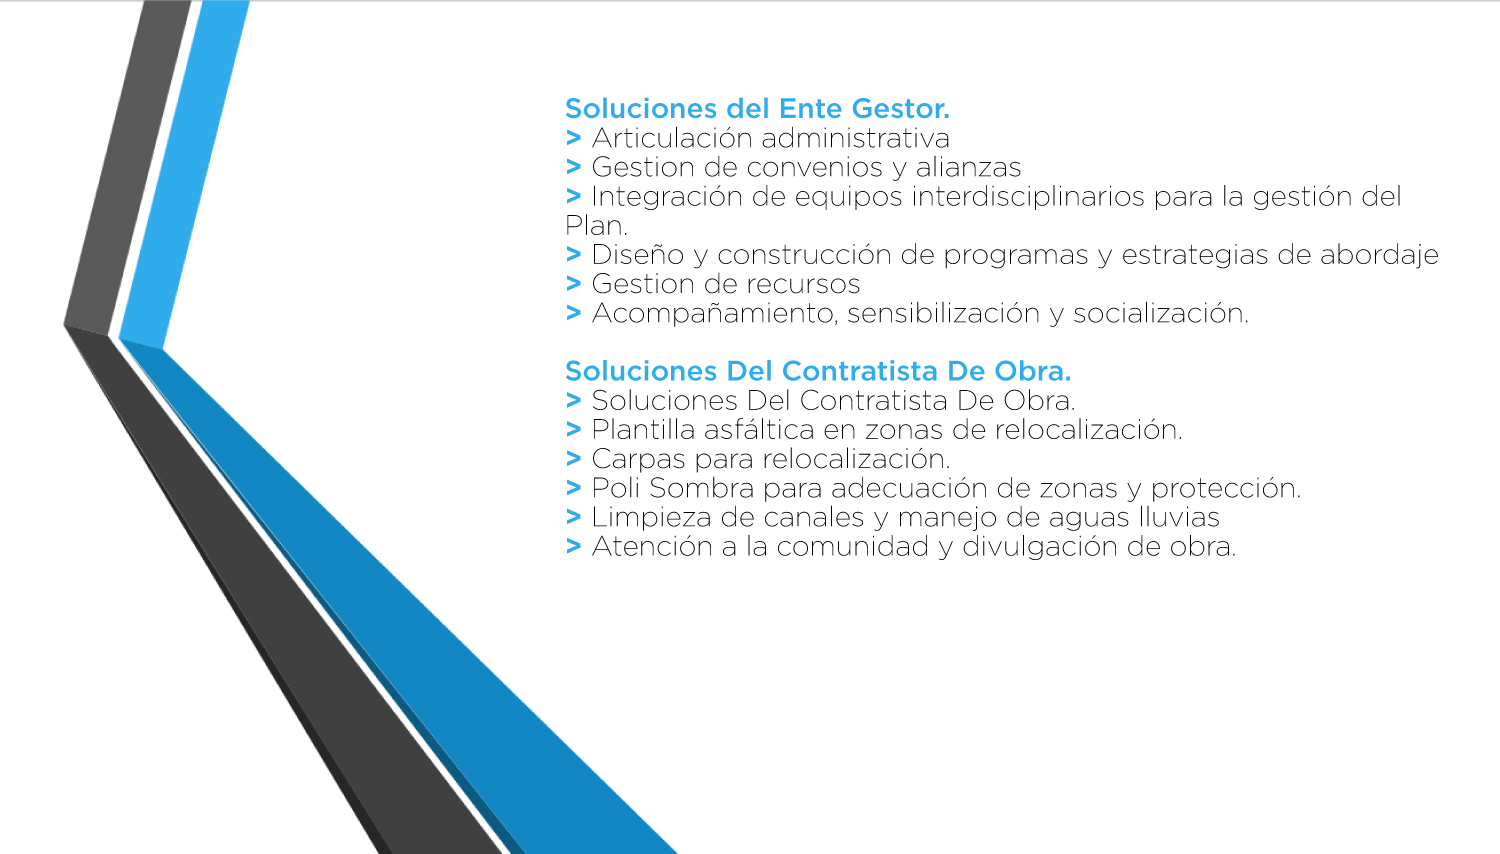 Soluciones del Ente Gestor.
> Articulación administrativa
> Gestion de convenios y alianzas
> Integración de equipos interdisciplinarios para la gestión del
Plan.
> Diseño y construcción de programas y estrategias de abordaje
> Gestion de recursos
> Acompañamiento, sensibilización y socialización.
Soluciones Del Contratista De Obra.
> Soluciones Del Contratista De Obra.
> Plantilla asfáltica en zonas de relocalización.
> Carpas para relocalización.
> Poli Sombra para adecuación de zonas y protección.
> Limpieza de canales y manejo de aguas lluvias
> Atención a la comunidad y divulgación de obra.